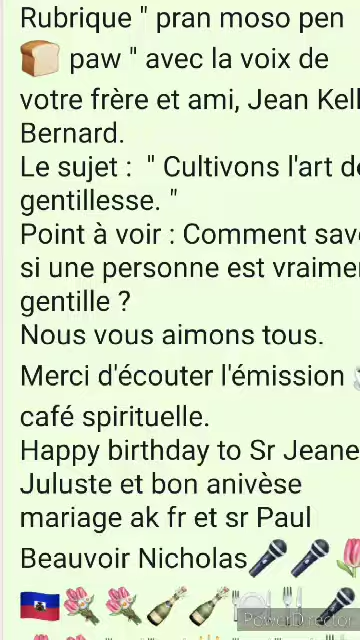 Rubrique " pran moso pen
🍞 paw " avec la voix de
votre frère et ami, Jean Kell
Bernard.
Le sujet : " Cultivons l'art de
gentillesse. "
Point à voir : Comment sav
si une personne est vraime
gentille ?
Nous vous aimons tous.
Merci d'écouter l'émission
café spirituelle.
Happy birthday to Sr Jeane
Juluste et bon anivèse
mariage ak fr et sr Paul
Beauvoir Nicholas🎤🎤🌷
🇭🇹💐💐🍾🍾🍽️🍴🎤
PowerDirector